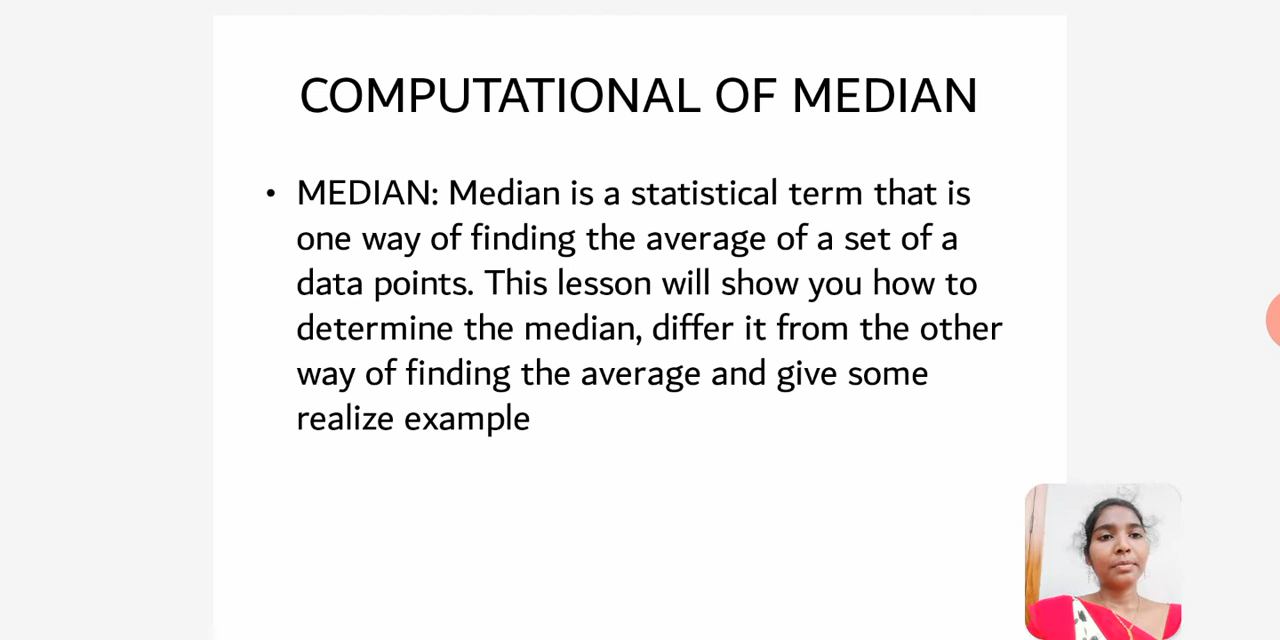 COMPUTATIONAL OF MEDIAN
• MEDIAN: Median is a statistical term that is
one way of finding the average of a set of a
data points. This lesson will show you how to
determine the median, differ it from the other
way of finding the average and give some
realize example